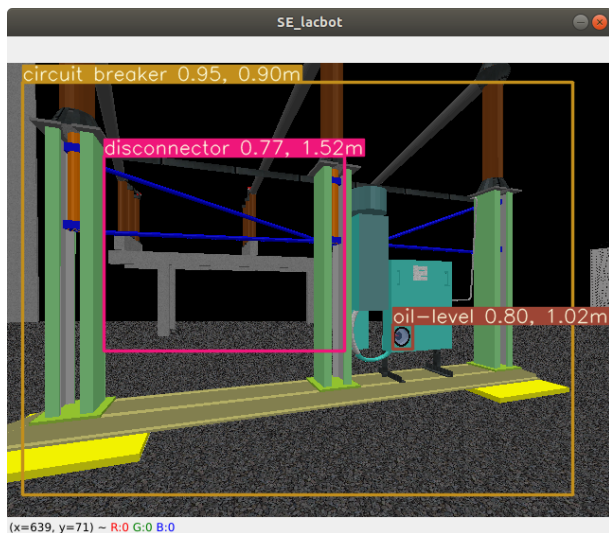 SE_lacbot
circuit breaker 0.95, 0.90m
disconnector 0.77, 1.52m
oil-level 0.80, 1.02m
(x=639, y=71) ~ R:0 G:0 B:0